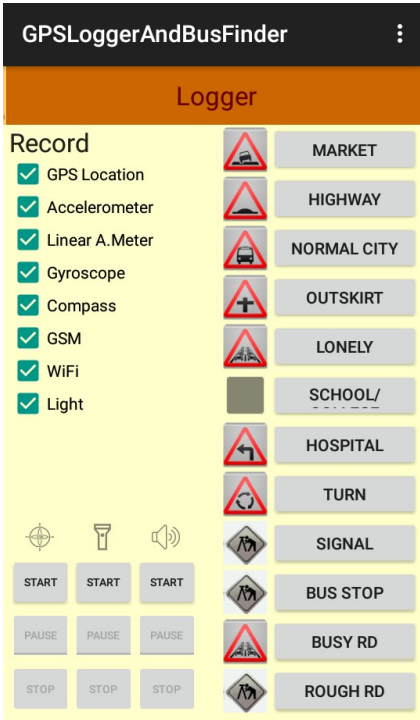 GPSLoggerAndBusFinder
Logger
Record
GPS Location
Accelerometer
Linear A.Meter
Gyroscope
Compass
GSM
WiFi
Light
START START START
PAUSE PAUSE PAUSE
STOP STOP STOP
MARKET
HIGHWAY
NORMAL CITY
OUTSKIRT
LONELY
SCHOOL/
HOSPITAL
TURN
SIGNAL
BUS STOP
BUSY RD
ROUGH RD